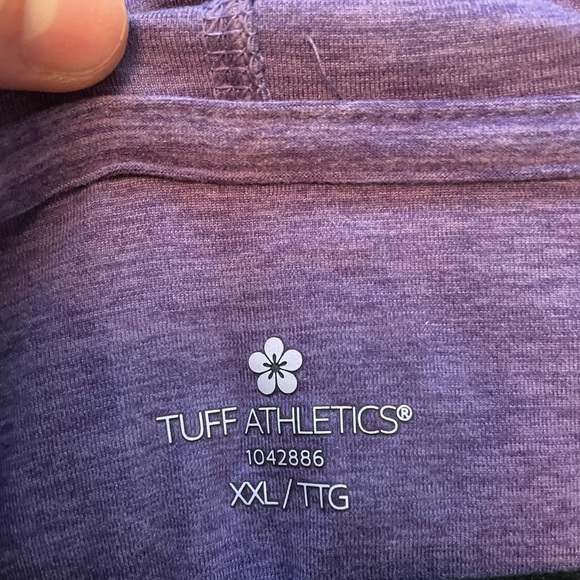 TUFF ATHLETICS®
1042886
XXL/TTG